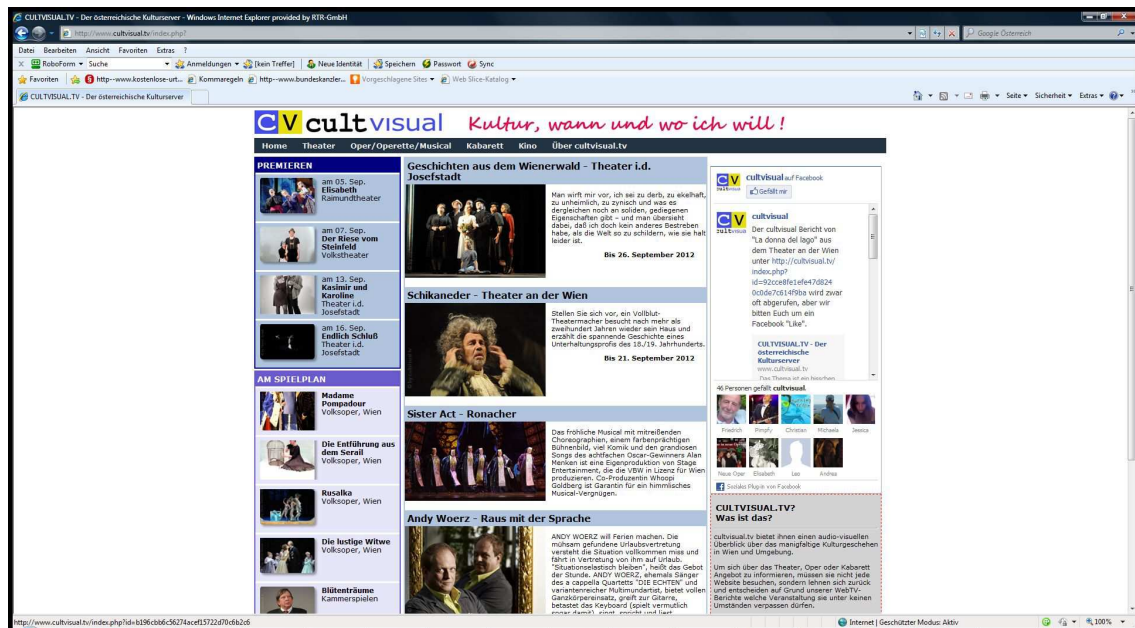 CULTVISUAL.TV - Der österreichische Kulturserver - Windows Internet Explorer provided by RTR-GmbH
http://www.cultvisual.tv/index.php?
Google Österreich
Datei Bearbeiten Ansicht Favoriten Extras ?
RoboForm Suche Anmeldungen [kein Treffer] Neue Identität Speichern Passwort Sync
Favoriten http--www.kostenlose-urt... Kommaregeln http--www.bundeskanzler... Vorgeschlagene Sites Web Slice-Katalog
CULTVISUAL.TV - Der österreichische Kulturserver
Seite Sicherheit Extras
CV cultvisual Kultur, wann und wo ich will !
Home Theater Oper/Operette/Musical Kabarett Kino Über cultvisual.tv
PREMIEREN
am 05. Sep.
Elisabeth
Raimundtheater
am 07. Sep.
Der Riese vom
Steinfeld
Volkstheater
am 13. Sep.
Kasimir und
Karoline
Theater i.d.
Josefstadt
am 16. Sep.
Endlich Schluß
Theater i.d.
Josefstadt
AM SPIELPLAN
Madame
Pompadour
Volksoper, Wien
Die Entführung aus
dem Serail
Volksoper, Wien
Rusalka
Volksoper, Wien
Die lustige Witwe
Volksoper, Wien
Blütenträume
Kammerspielen
Geschichten aus dem Wienerwald - Theater i.d.
Josefstadt
Man wirft mir vor, ich sei zu derb, zu ekelhaft,
zu unheimlich, zu zynisch und was es
dergleichen noch an soliden, gediegenen
Eigenschaften gibt – und man übersieht
dabei, daß ich doch kein anderes Bestreben
habe, als die Welt so zu schildern, wie sie halt
leider ist.
Bis 26. September 2012
Schikaneder - Theater an der Wien
Stellen Sie sich vor, ein Vollblut-
Theatermacher besucht nach mehr als
zweihundert Jahren wieder sein Haus und
erzählt die spannende Geschichte eines
Unterhaltungsprofis des 18./19. Jahrhunderts.
Bis 21. September 2012
Sister Act - Ronacher
Das fröhliche Musical mit mitreißenden
Choreographien, einem farbenprächtigen
Bühnenbild, viel Komik und den grandiosen
Songs des achtfachen Oscar-Gewinners Alan
Menken ist eine Eigenproduktion von Stage
Entertainment, die die VBW in Lizenz für Wien
produzieren. Co-Produzentin Whoopi
Goldberg ist Garantin für ein himmlisches
Musical-Vergnügen.
Andy Woerz - Raus mit der Sprache
ANDY WOERZ will Ferien machen. Die
mühsam gefundene Urlaubsvertretung
versteht die Situation vollkommen miss und
fährt in Vertretung von ihm auf Urlaub.
"Situationselastisch bleiben", heißt das Gebot
der Stunde. ANDY WOERZ, ehemals Sänger
des a cappella Quartetts "DIE ECHTEN" und
variantenreicher Multimundartist, bietet vollen
Ganzkörpereinsatz, greift zur Gitarre,
betastet das Keyboard (spielt vermutlich
sogar damit), singt, spricht und liest
CV cultvisual auf Facebook
Gefällt mir
CV cultvisual
Der cultvisual Bericht von
"La donna del lago" aus
dem Theater an der Wien
unter http://cultvisual.tv/
index.php?
id=92cce8fe1efe47d824
0c0de7c614f9ba wird zwar
oft abgerufen, aber wir
bitten Euch um ein
Facebook "Like".
CULTVISUAL.TV - Der
österreichische
Kulturserver
www.cultvisual.tv
Das Thema ist ein bisschen
46 Personen gefällt cultvisual.
Friedrich Pimpfy Christian Michaela Jessica
Neue Oper Elisabeth Leo Andrea
Soziales Plug-in von Facebook
CULTVISUAL.TV?
Was ist das?
cultvisual.tv bietet ihnen einen audio-visuellen
Überblick über das manigfaltige Kulturgeschehen
in Wien und Umgebung.
Um sich über das Theater, Oper oder Kabarett
Angebot zu informieren, müssen sie nicht jede
Website besuchen, sondern lehnen sich zurück
und entscheiden auf Grund unserer WebTV-
Berichte welche Veranstaltung sie unter keinen
Umständen verpassen dürfen.
http://www.cultvisual.tv/index.php?id=b196cbb6c56274acef15722d70c6b2c6
Internet | Geschützter Modus: Aktiv
100%